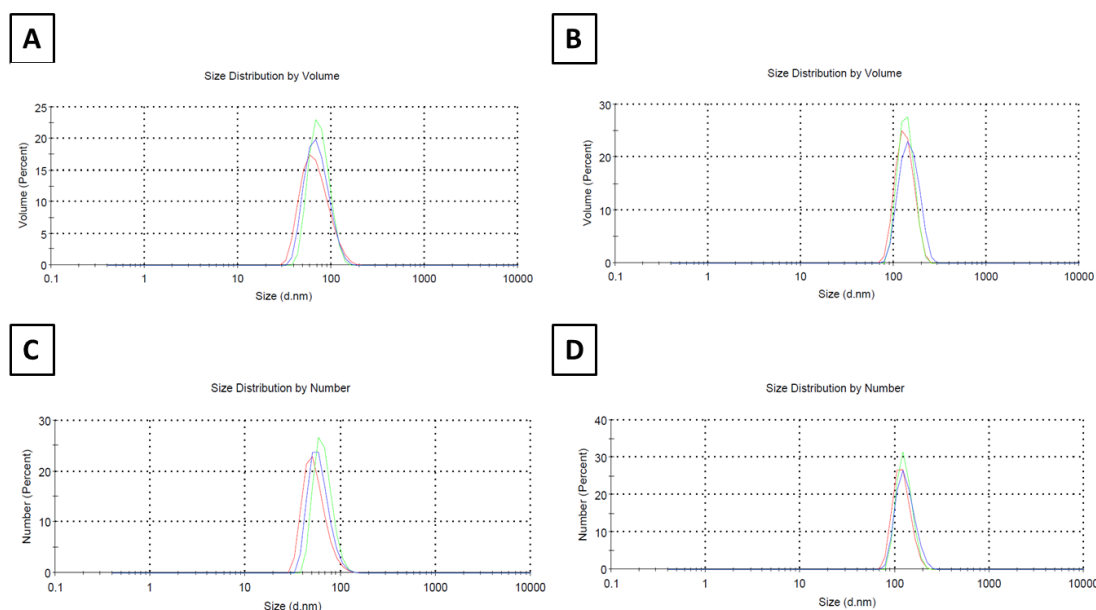 A
Size Distribution by Volume
Volume (Percent)
25
20
15
10
5
0
0.1 1 10 100 1000 10000
Size (d.nm)
B
Size Distribution by Volume
Volume (Percent)
30
20
10
0
0.1 1 10 100 1000 10000
Size (d.nm)
C
Size Distribution by Number
Number (Percent)
30
20
10
0
0.1 1 10 100 1000 10000
Size (d.nm)
D
Size Distribution by Number
Number (Percent)
40
30
20
10
0
0.1 1 10 100 1000 10000
Size (d.nm)